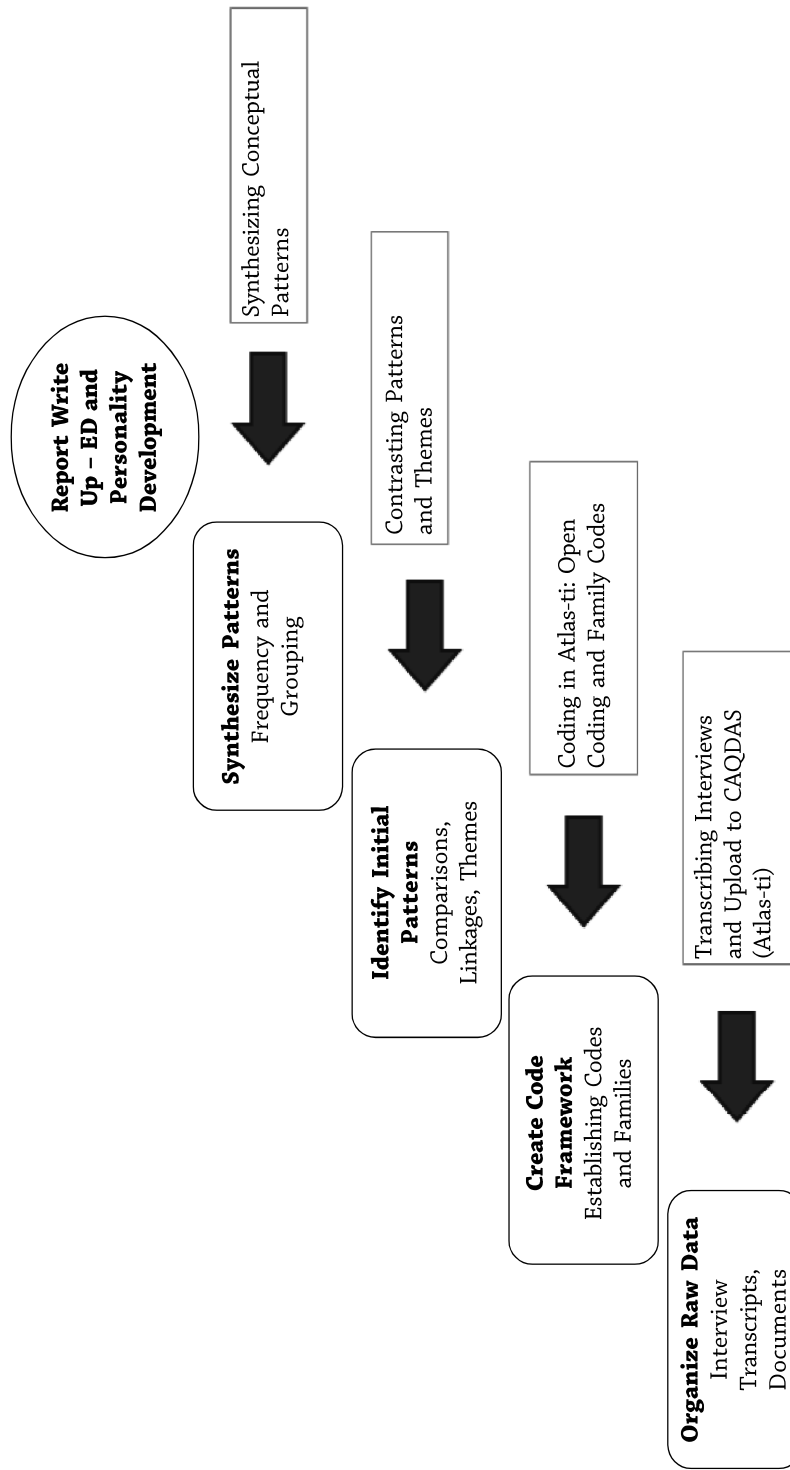 Report Write
Up – ED and
Personality
Development
Synthesizing Conceptual
Patterns
Synthesize Patterns
Frequency and
Grouping
Contrasting Patterns
and Themes
Identify Initial
Patterns
Comparisons,
Linkages, Themes
Coding in Atlas-ti: Open
Coding and Family Codes
Create Code
Framework
Establishing Codes
and Families
Transcribing Interviews
and Upload to CAQDAS
(Atlas-ti)
Organize Raw Data
Interview
Transcripts,
Documents